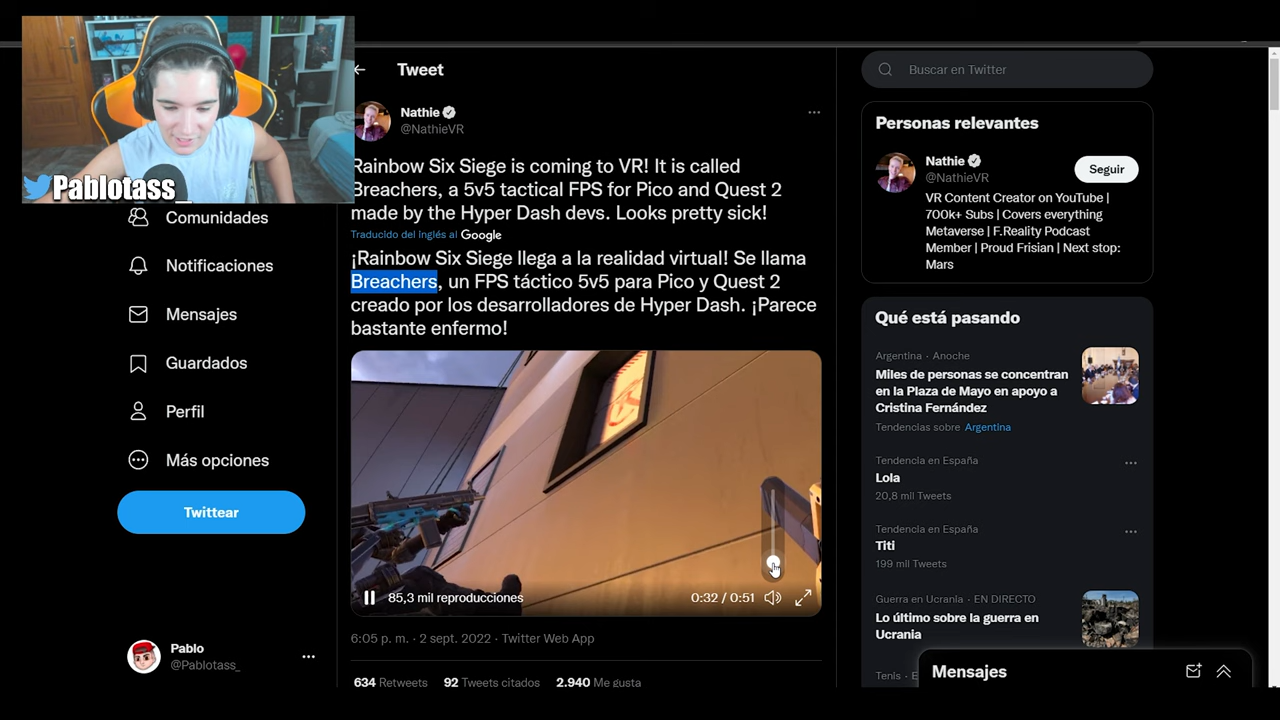 Pablotass_
Comunidades
Notificaciones
Mensajes
Guardados
Perfil
Más opciones
Twittear
Pablo
@Pablotass_
Tweet
Nathie
@NathieVR
Rainbow Six Siege is coming to VR! It is called
Breachers, a 5v5 tactical FPS for Pico and Quest 2
made by the Hyper Dash devs. Looks pretty sick!
Traducido del inglés al Google
¡Rainbow Six Siege llega a la realidad virtual! Se llama
Breachers, un FPS táctico 5v5 para Pico y Quest 2
creado por los desarrolladores de Hyper Dash. ¡Parece
bastante enfermo!
85,3 mil reproducciones
0:32 / 0:51
6:05 p. m. · 2 sept. 2022 · Twitter Web App
634 Retweets 92 Tweets citados 2.940 Me gusta
Buscar en Twitter
Personas relevantes
Nathie
@NathieVR
Seguir
VR Content Creator on YouTube |
700k+ Subs | Covers everything
Metaverse | F.Reality Podcast
Member | Proud Frisian | Next stop:
Mars
Qué está pasando
Argentina · Anoche
Miles de personas se concentran
en la Plaza de Mayo en apoyo a
Cristina Fernández
Tendencias sobre Argentina
Tendencia en España
Lola
20,8 mil Tweets
Tendencia en España
Titi
199 mil Tweets
Guerra en Ucrania · EN DIRECTO
Lo último sobre la guerra en
Ucrania
Tenis · E
Mensajes